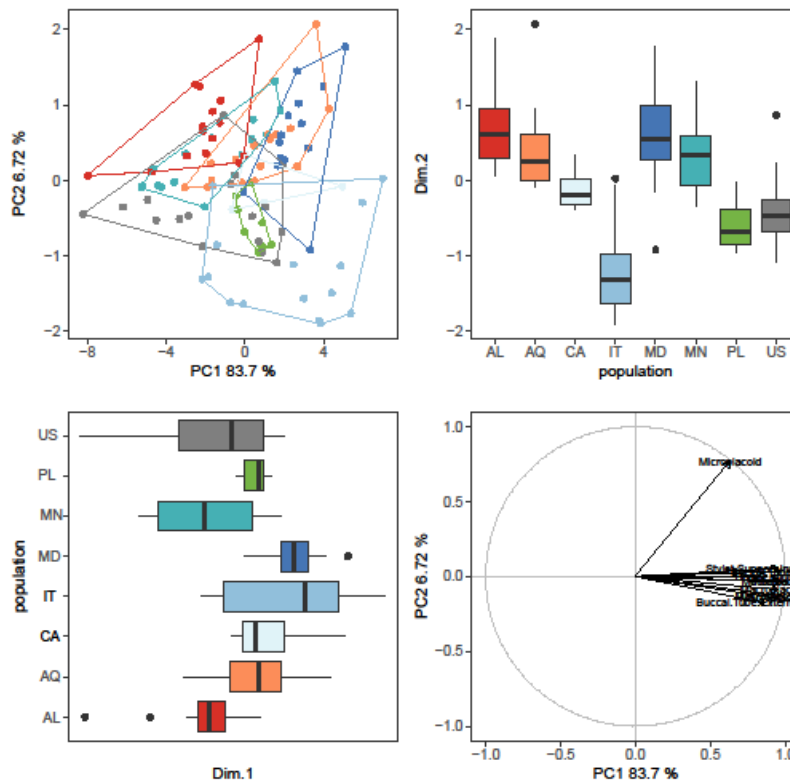 2
1
0
−1
−2
PC2 6.72 %
−8 −4 0 4
PC1 83.7 %
2
1
0
−1
−2
Dim.2
AL AQ CA IT MD MN PL US
population
US
PL
MN
MD
IT
CA
AQ
AL
population
Dim.1
1.0
0.5
0.0
−0.5
−1.0
PC2 6.72 %
Microplacoid
−1.0 −0.5 0.0 0.5 1.0
PC1 83.7 %